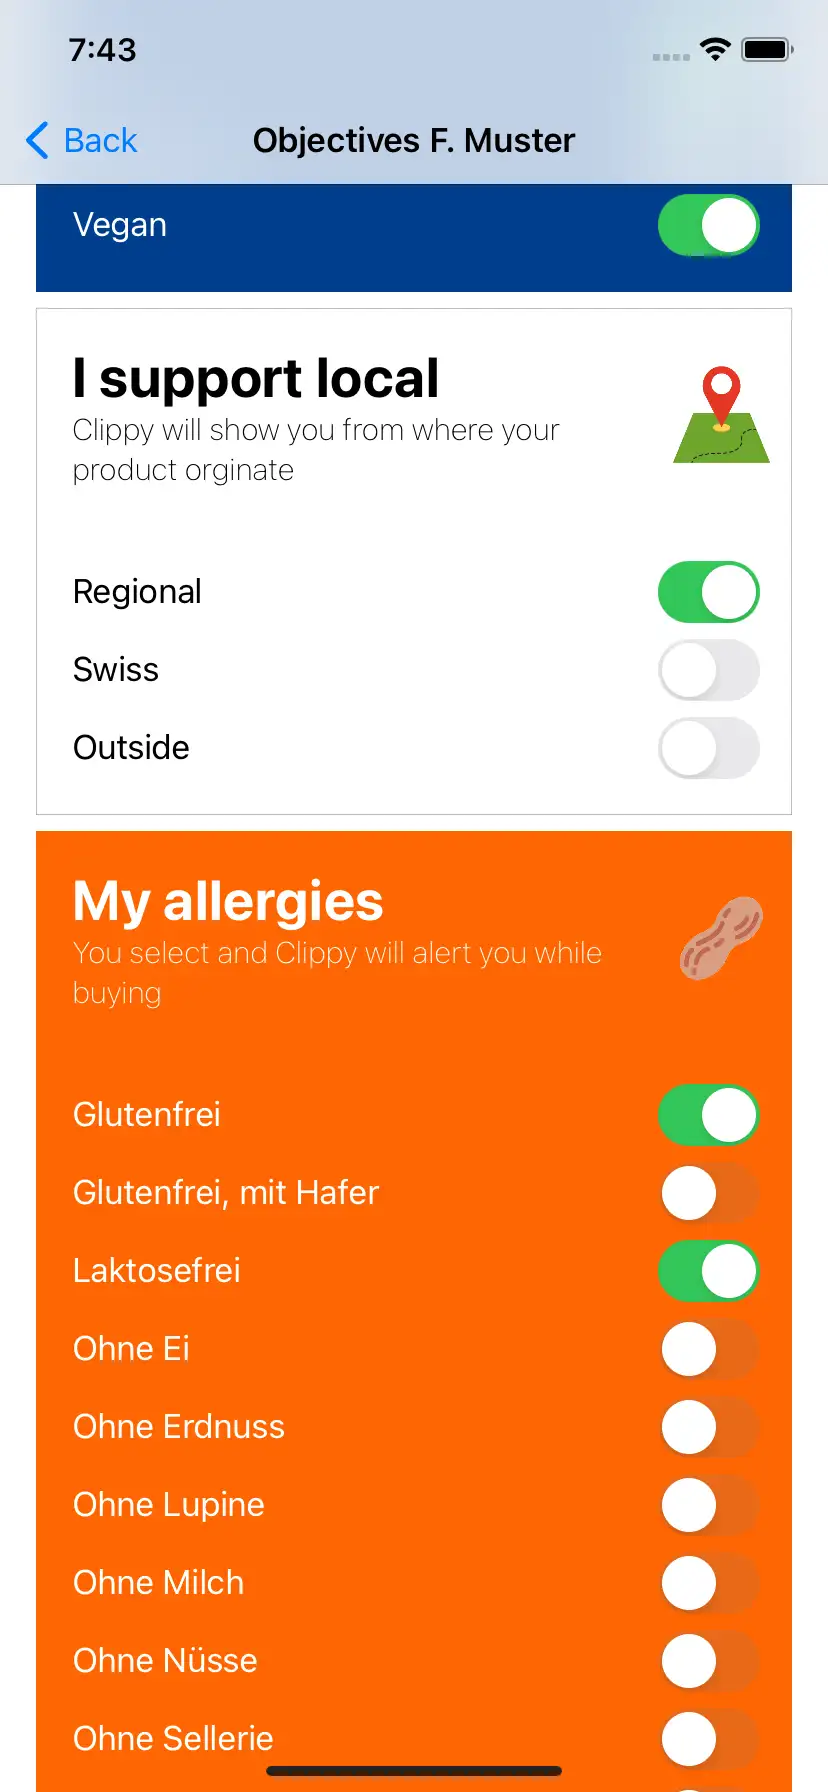 7:43
Back
Objectives F. Muster
Vegan
I support local
Clippy will show you from where your
product orginate
Regional
Swiss
Outside
My allergies
You select and Clippy will alert you while
buying
Glutenfrei
Glutenfrei, mit Hafer
Laktosefrei
Ohne Ei
Ohne Erdnuss
Ohne Lupine
Ohne Milch
Ohne Nüsse
Ohne Sellerie